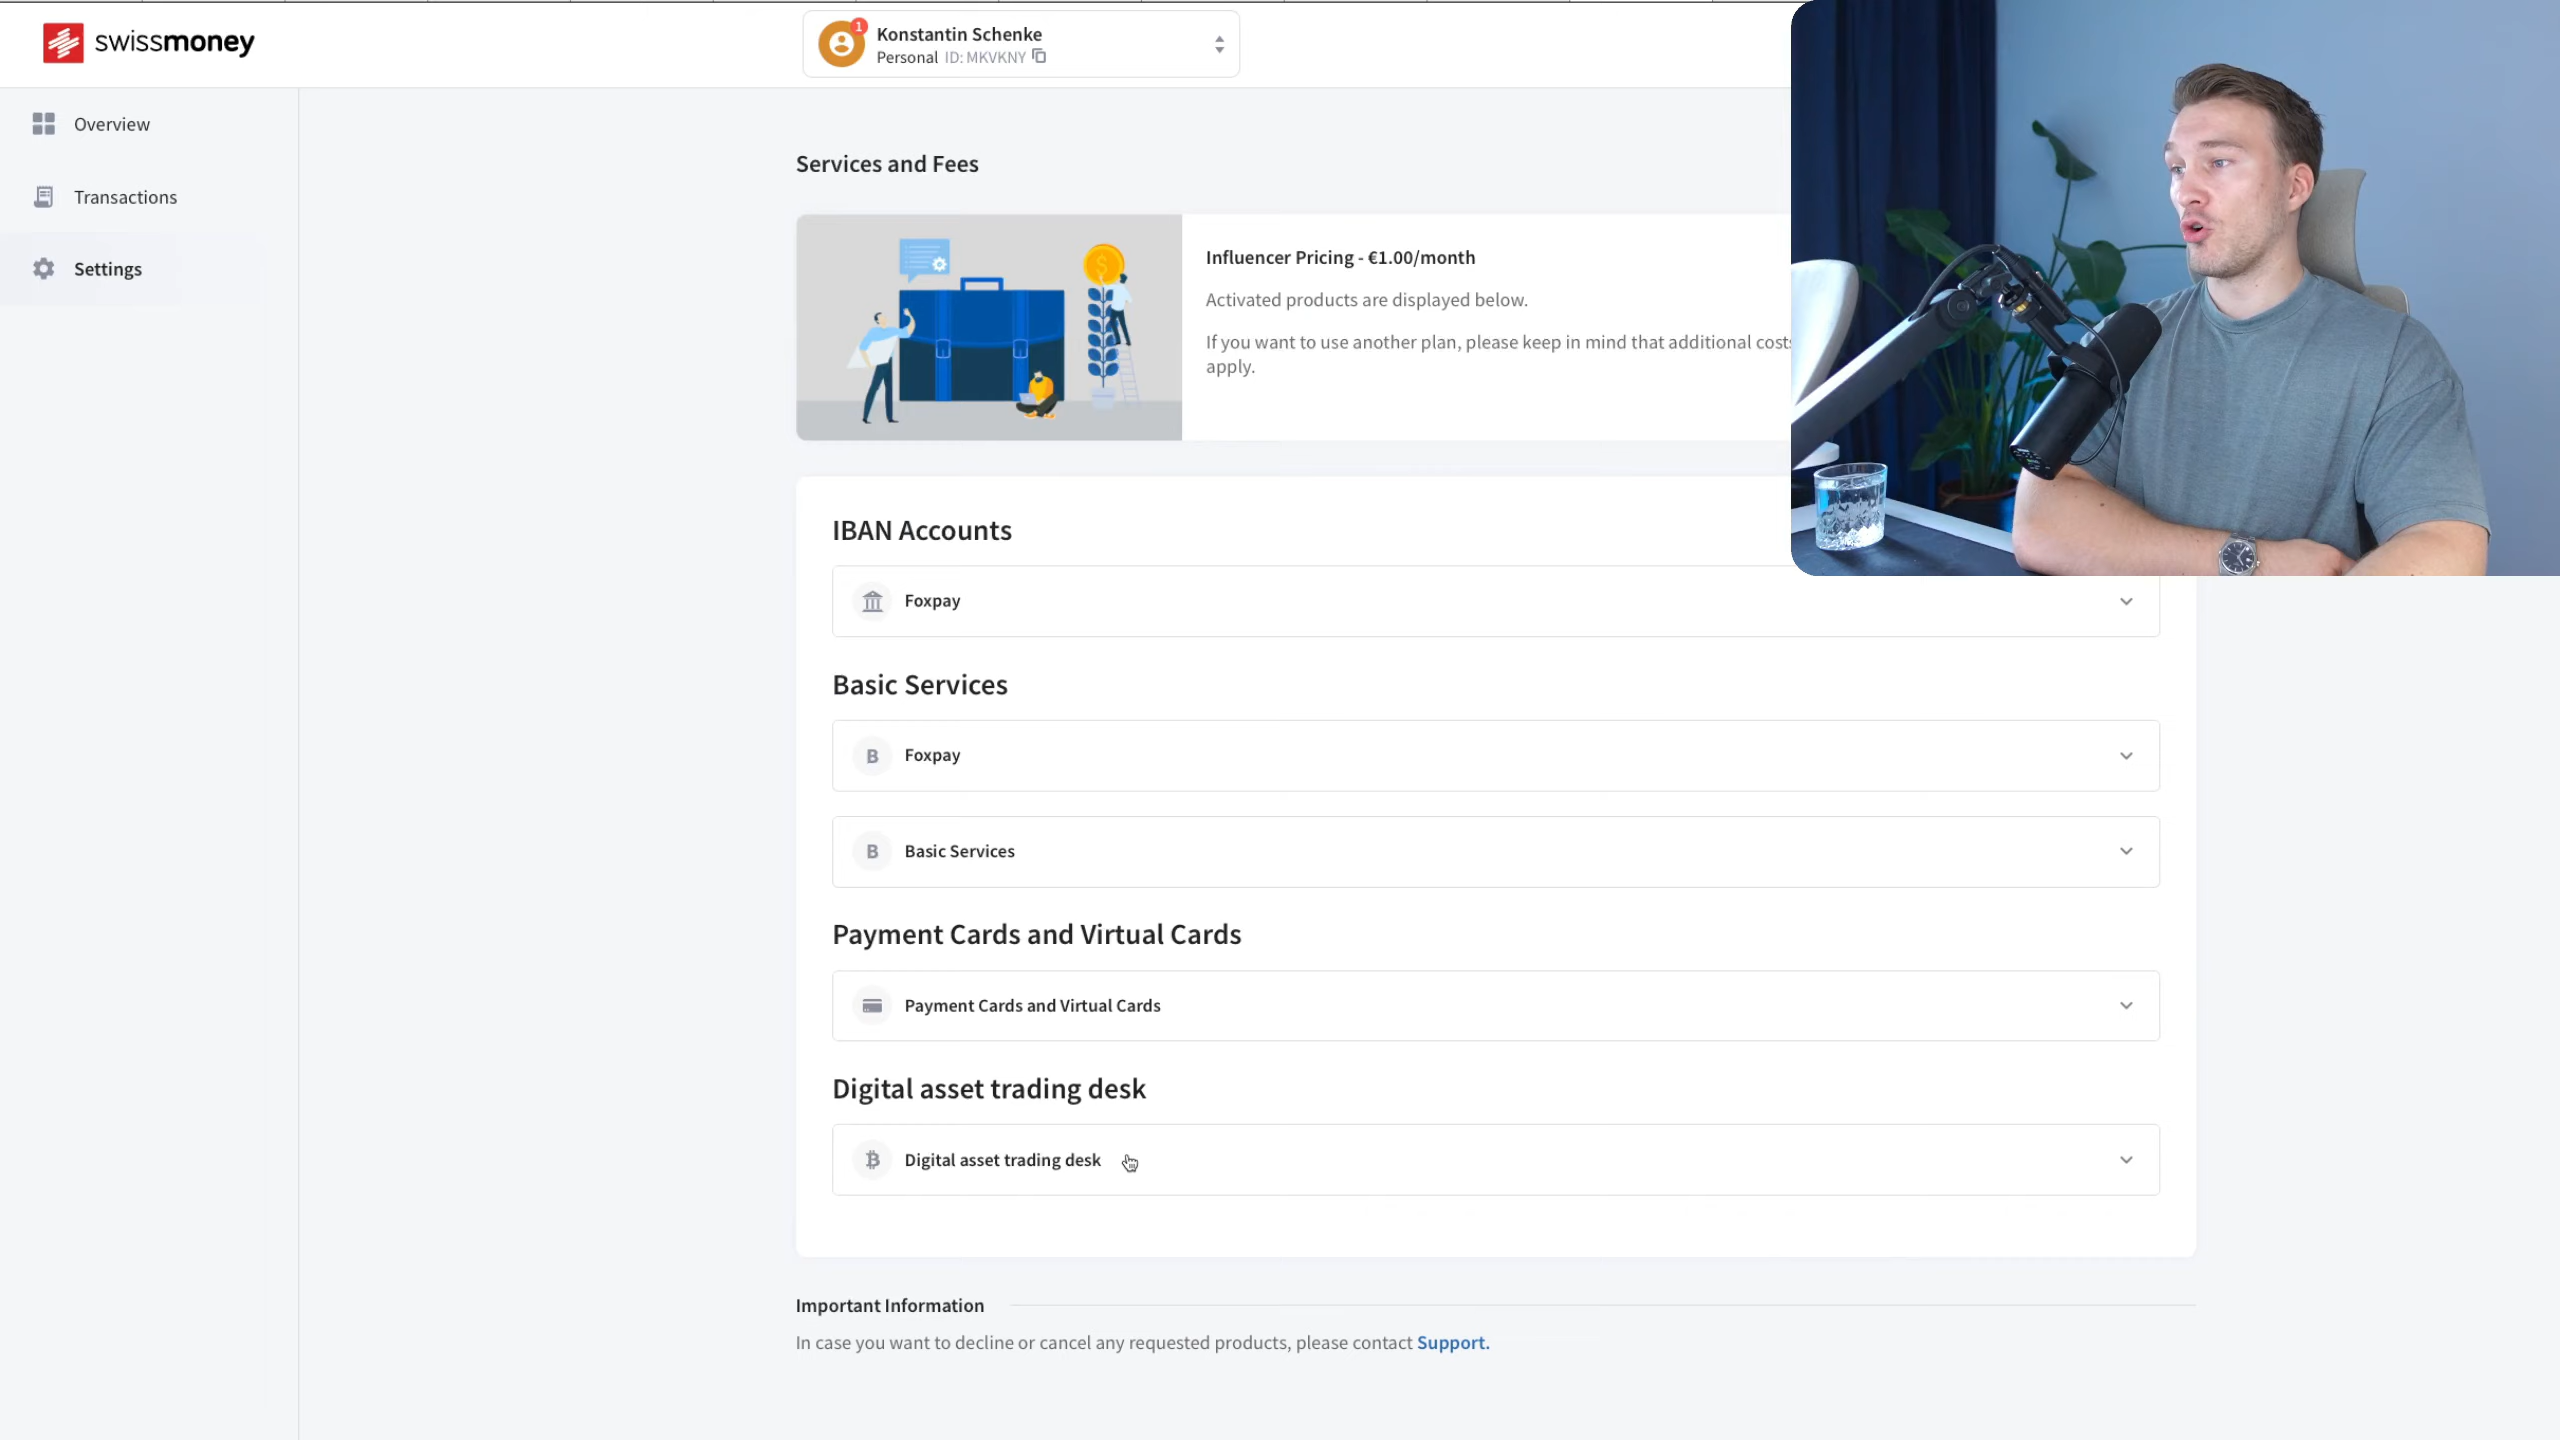 swissmoney
1
Konstantin Schenke
Personal ID: MKVKNY
Overview
Transactions
Settings
Services and Fees
Influencer Pricing - €1.00/month
Activated products are displayed below.
If you want to use another plan, please keep in mind that additional costs
apply.
IBAN Accounts
Foxpay
Basic Services
B Foxpay
B Basic Services
Payment Cards and Virtual Cards
Payment Cards and Virtual Cards
Digital asset trading desk
Digital asset trading desk
Important Information
In case you want to decline or cancel any requested products, please contact Support.